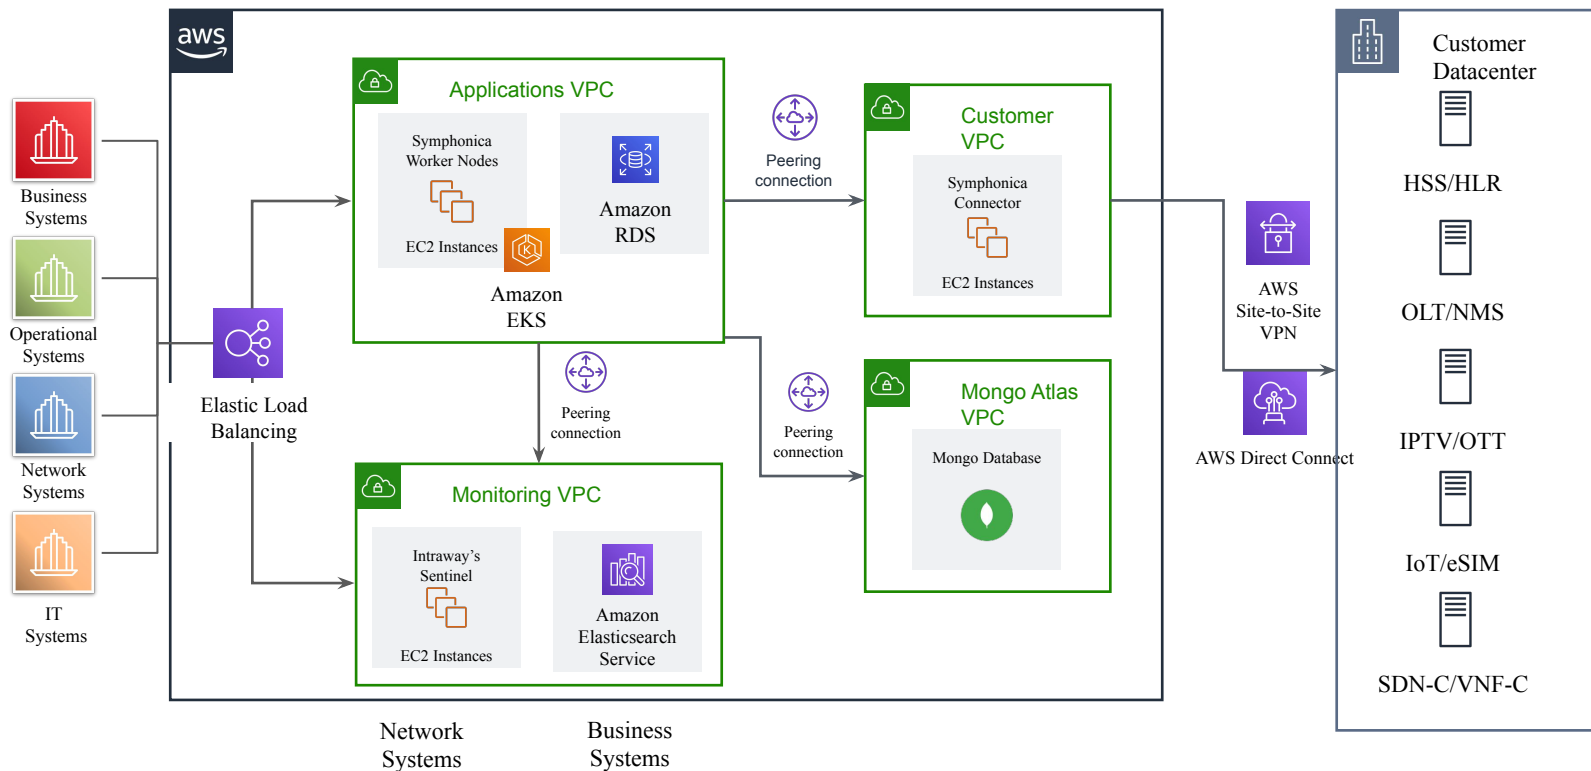 aws
Business
Systems
Operational
Systems
Network
Systems
IT
Systems
Elastic Load
Balancing
Applications VPC
Symphonica
Worker Nodes
EC2 Instances
Amazon
EKS
Amazon
RDS
Peering
connection
Customer
VPC
Symphonica
Connector
EC2 Instances
Peering
connection
Peering
connection
Monitoring VPC
Intraway's
Sentinel
EC2 Instances
Amazon
Elasticsearch
Service
Mongo Atlas
VPC
Mongo Database
AWS
Site-to-Site
VPN
AWS Direct Connect
Customer
Datacenter
HSS/HLR
OLT/NMS
IPTV/OTT
IoT/eSIM
SDN-C/VNF-C
Network
Systems
Business
Systems